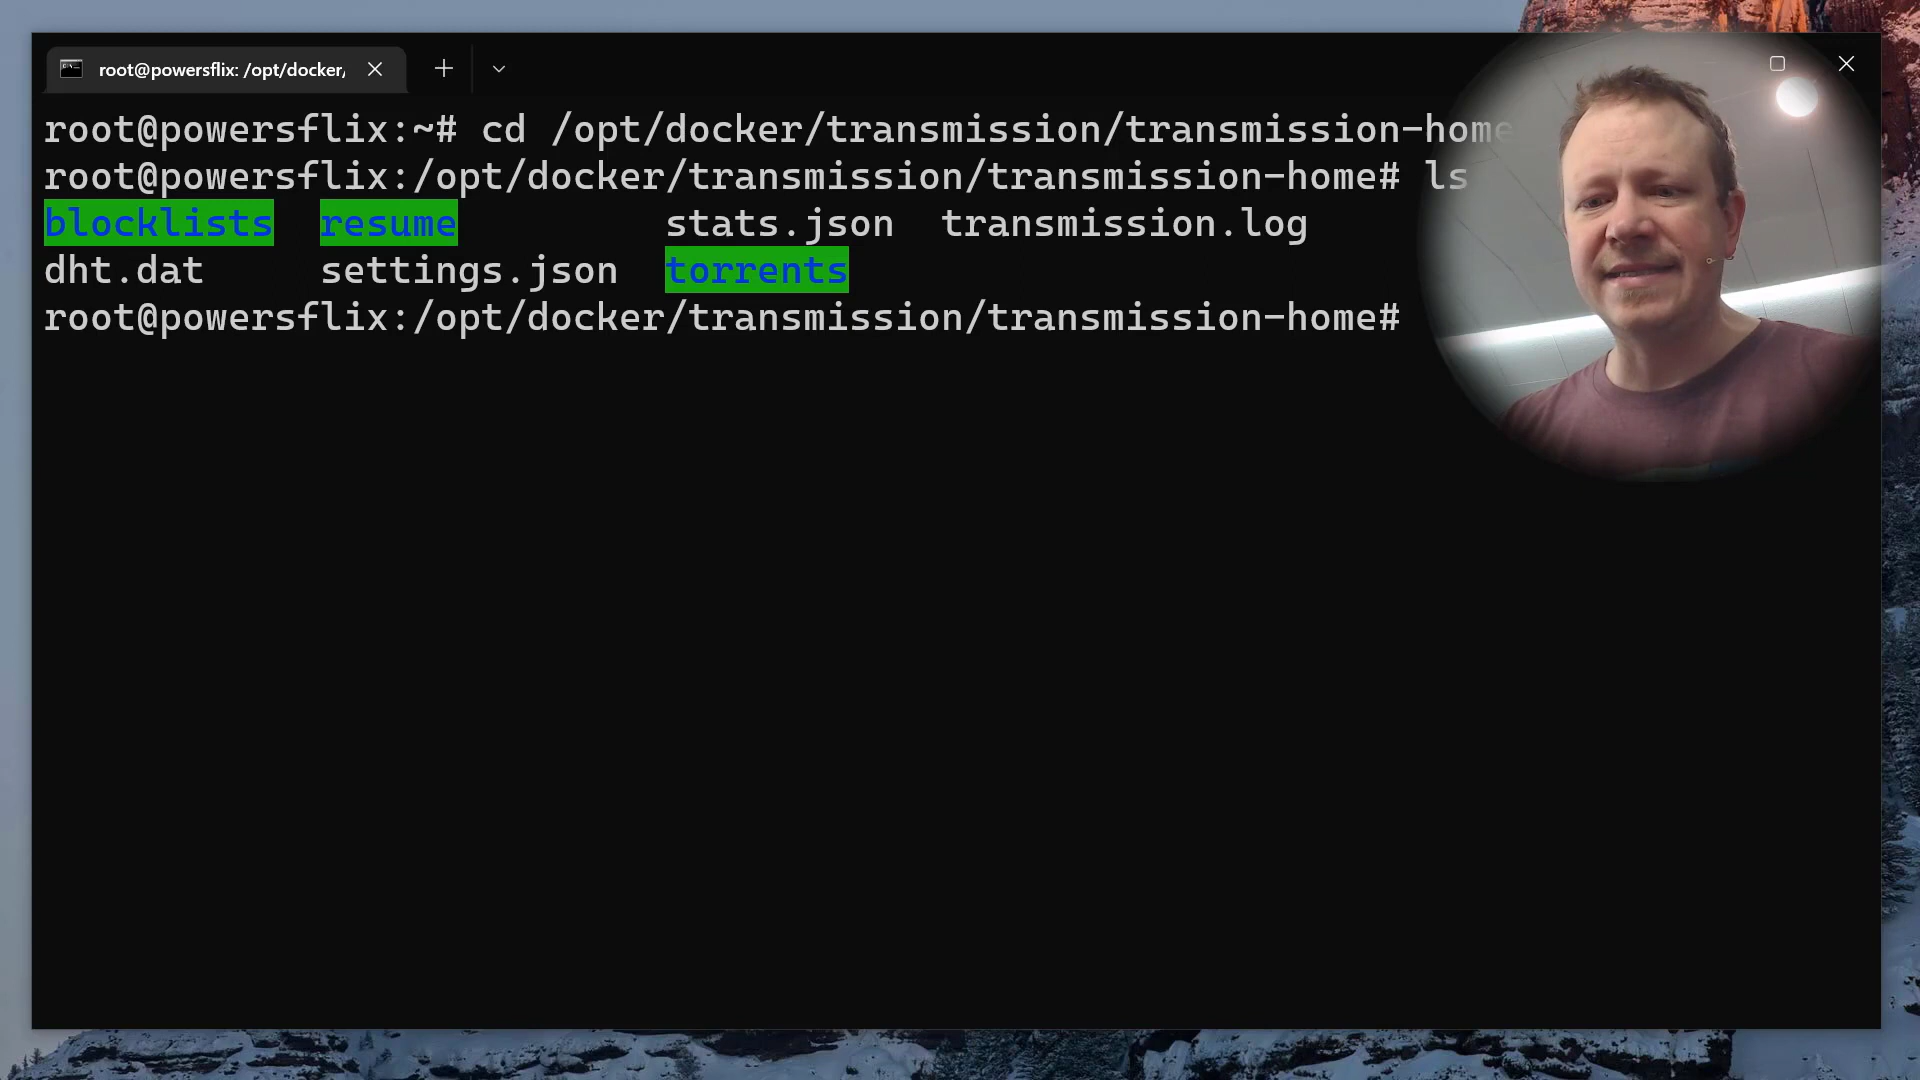 root@powersflix: /opt/docker/
root@powersflix:~# cd /opt/docker/transmission/transmission-home
root@powersflix:/opt/docker/transmission/transmission-home# ls
blocklists resume stats.json transmission.log
dht.dat settings.json torrents
root@powersflix:/opt/docker/transmission/transmission-home#